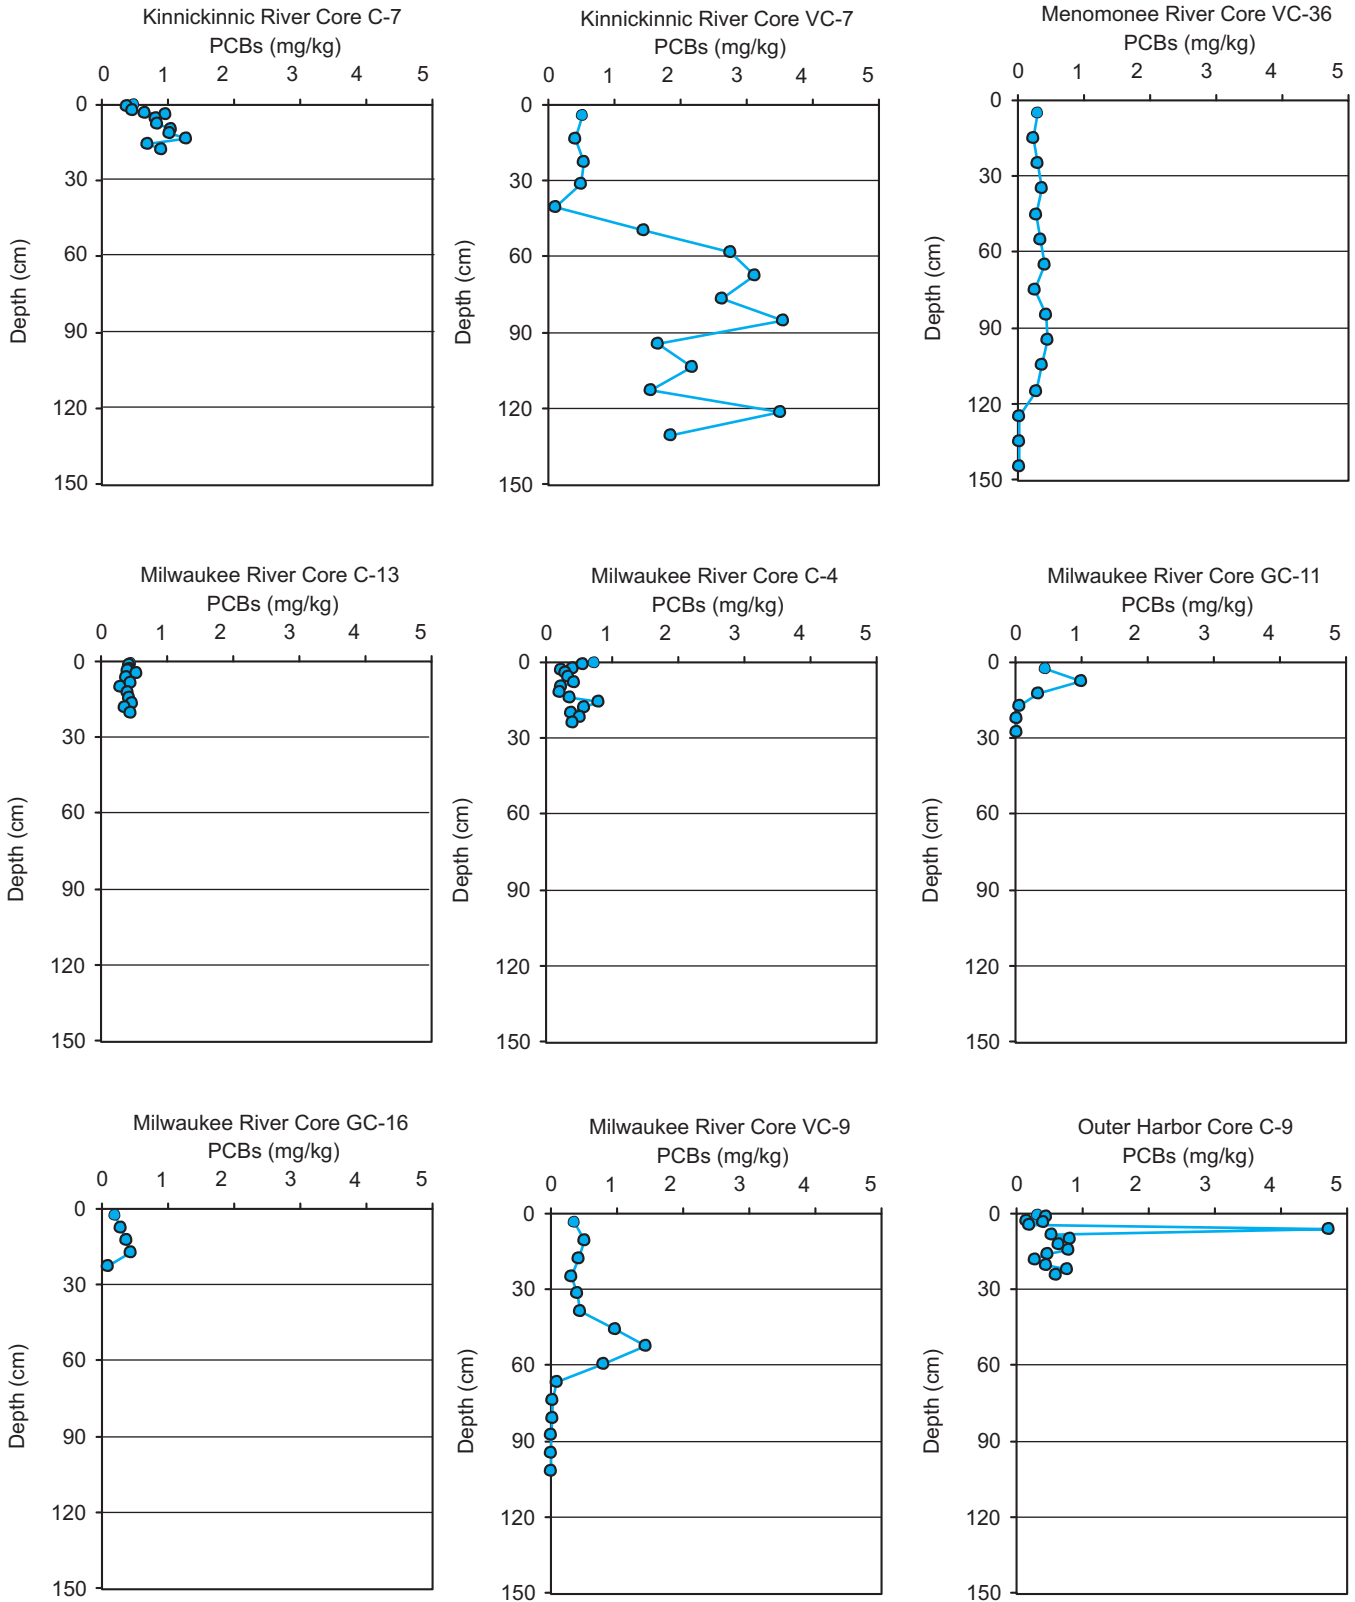 Kinnickinnic River Core C-7
PCBs (mg/kg)
0 1 2 3 4 5
0
30
60
90
120
150
Depth (cm)
Kinnickinnic River Core VC-7
PCBs (mg/kg)
0 1 2 3 4 5
0
30
60
90
120
150
Depth (cm)
Menomonee River Core VC-36
PCBs (mg/kg)
0 1 2 3 4 5
0
30
60
90
120
150
Depth (cm)
Milwaukee River Core C-13
PCBs (mg/kg)
0 1 2 3 4 5
0
30
60
90
120
150
Depth (cm)
Milwaukee River Core C-4
PCBs (mg/kg)
0 1 2 3 4 5
0
30
60
90
120
150
Depth (cm)
Milwaukee River Core GC-11
PCBs (mg/kg)
0 1 2 3 4 5
0
30
60
90
120
150
Depth (cm)
Milwaukee River Core GC-16
PCBs (mg/kg)
0 1 2 3 4 5
0
30
60
90
120
150
Depth (cm)
Milwaukee River Core VC-9
PCBs (mg/kg)
0 1 2 3 4 5
0
30
60
90
120
150
Depth (cm)
Outer Harbor Core C-9
PCBs (mg/kg)
0 1 2 3 4 5
0
30
60
90
120
150
Depth (cm)